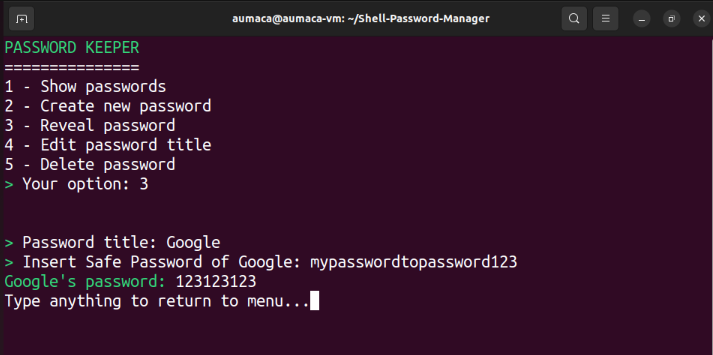 aumaca@aumaca-vm: ~/Shell-Password-Manager
PASSWORD KEEPER
===============
1 - Show passwords
2 - Create new password
3 - Reveal password
4 - Edit password title
5 - Delete password
> Your option: 3
> Password title: Google
> Insert Safe Password of Google: mypasswordtopassword123
Google's password: 123123123
Type anything to return to menu...